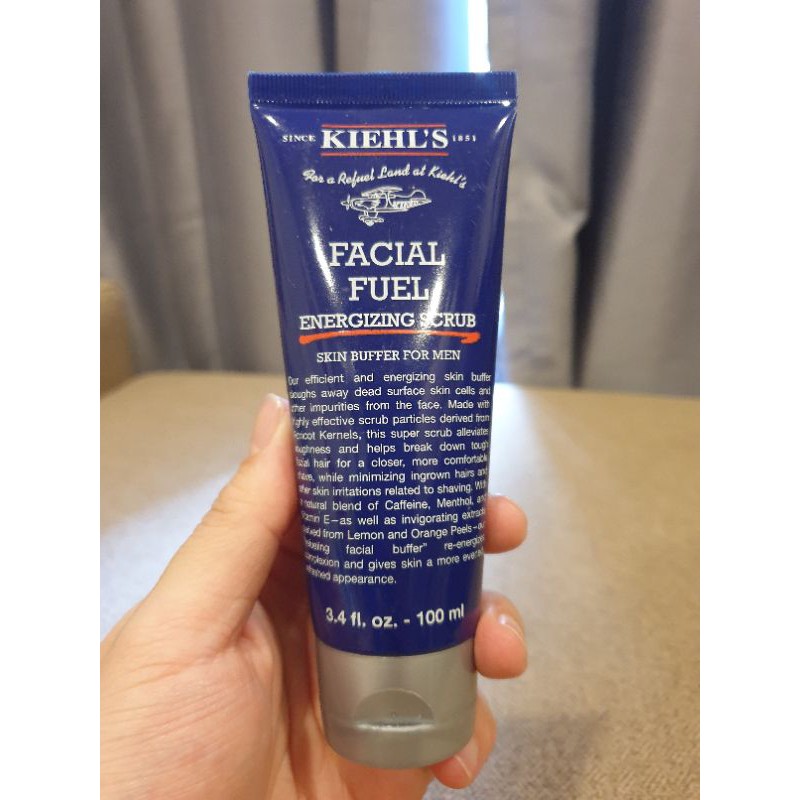 SINCE KIEHL'S 1851
For a Refuel Land at Kiehl's
FACIAL
FUEL
ENERGIZING SCRUB
SKIN BUFFER FOR MEN
Our efficient and energizing skin buffer
sloughs away dead surface skin cells and
other impurities from the face. Made with
highly effective scrub particles derived from
Apricot Kernels, this super scrub alleviates
roughness and helps break down tough
facial hair for a closer, more comfortable
shave, while minimizing ingrown hairs and
other skin irritations related to shaving. With
a natural blend of Caffeine, Menthol, and
Vitamin E–as well as invigorating extracts
derived from Lemon and Orange Peels–our
facial buffer" re-energizes
complexion and gives skin a more even
refreshed appearance.
3.4 fl. oz. - 100 ml